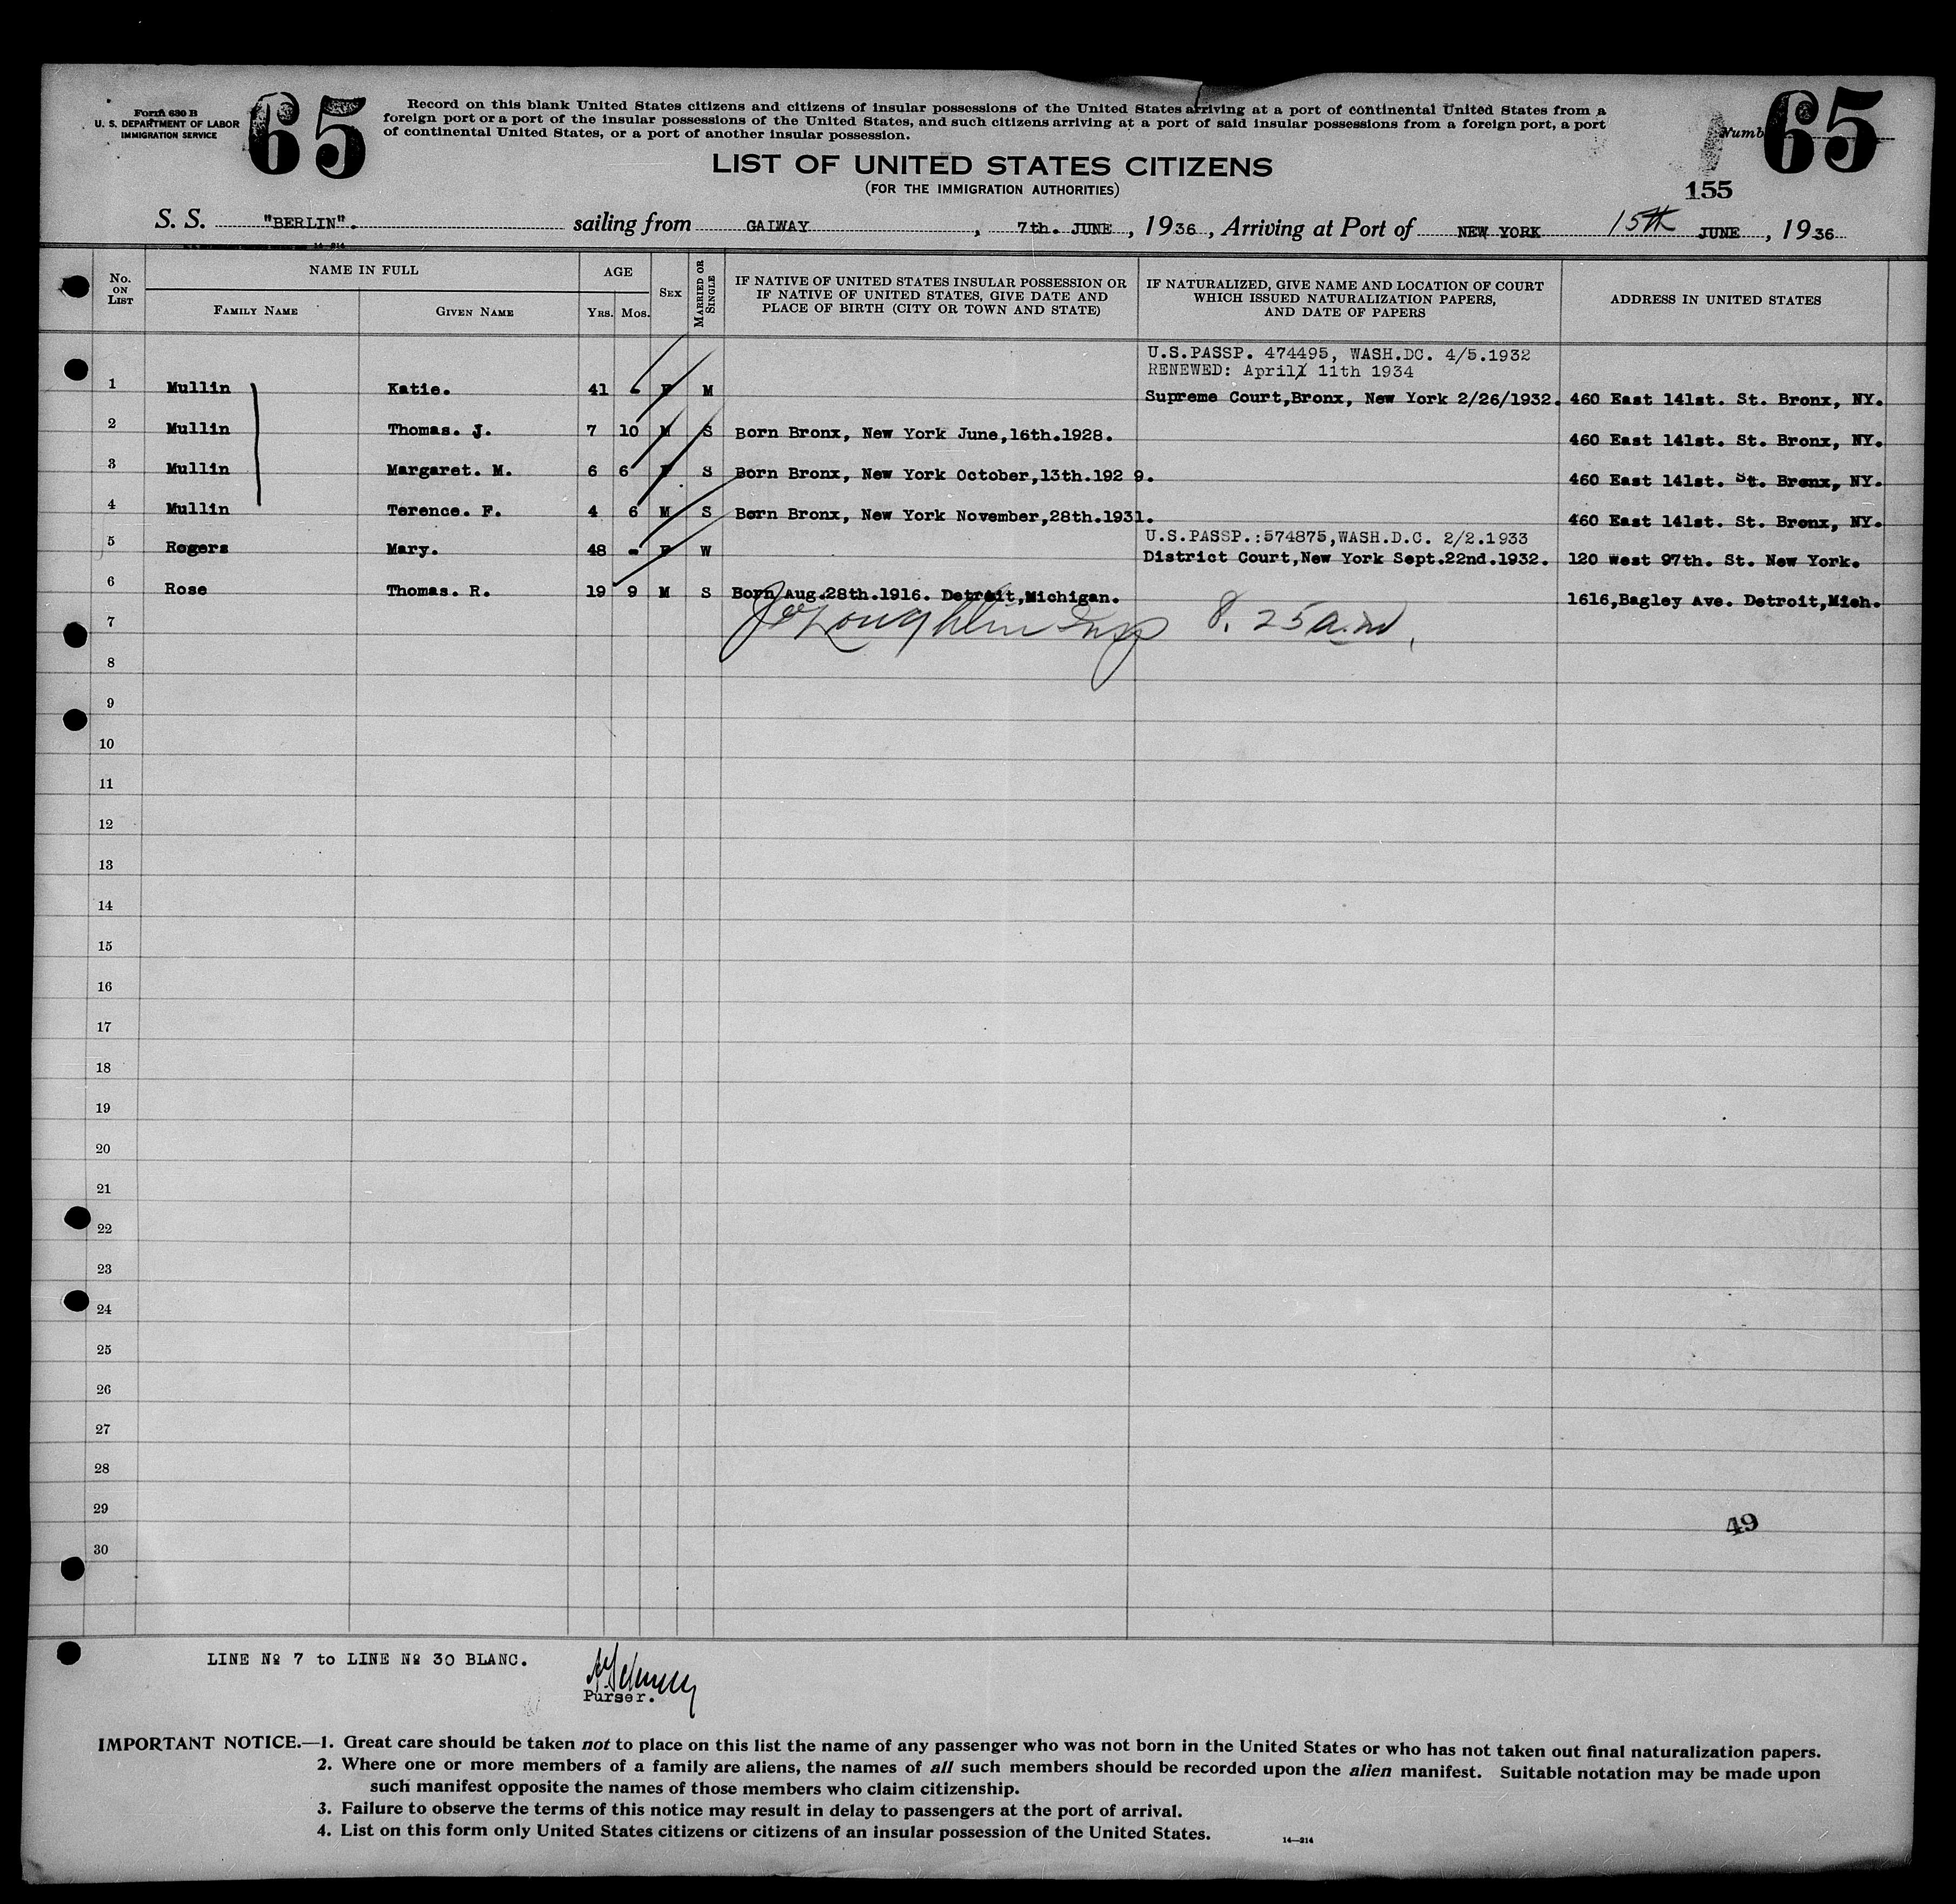 Form 630 B
U. S. DEPARTMENT OF LABOR
IMMIGRATION SERVICE
65
Record on this blank United States citizens and citizens of insular possessions of the United States arriving at a port of continental United States from a
foreign port or a port of the insular possessions of the United States, and such citizens arriving at a port of said insular possessions from a foreign port, a port
of continental United States, or a port of another insular possession.
65
LIST OF UNITED STATES CITIZENS
(FOR THE IMMIGRATION AUTHORITIES)
155
S. S. "BERLIN". sailing from GALWAY, 7th. JUNE, 1936, Arriving at Port of NEW YORK 15th JUNE, 1936
14-214
No. ON LIST
NAME IN FULL
FAMILY NAME
GIVEN NAME
AGE
YRS. MOS.
SEX
MARRIED OR SINGLE
IF NATIVE OF UNITED STATES INSULAR POSSESSION OR
IF NATIVE OF UNITED STATES, GIVE DATE AND
PLACE OF BIRTH (CITY OR TOWN AND STATE)
IF NATURALIZED, GIVE NAME AND LOCATION OF COURT
WHICH ISSUED NATURALIZATION PAPERS,
AND DATE OF PAPERS
ADDRESS IN UNITED STATES
U.S.PASSP. 474495, WASH.DC. 4/5.1932
RENEWED: April 11th 1934
1 Mullin Katie. 41 - F M Supreme Court,Bronx, New York 2/26/1932. 460 East 141st. St. Bronx, NY.
2 Mullin Thomas. J. 7 10 M S Born Bronx, New York June,16th.1928. 460 East 141st. St. Bronx, NY.
3 Mullin Margaret. M. 6 6 F S Born Bronx, New York October,13th.192 9. 460 East 141st. St. Bronx, NY.
4 Mullin Terence. F. 4 6 M S Born Bronx, New York November,28th.1931. 460 East 141st. St. Bronx, NY.
U.S.PASSP.:574875,WASH.D.C. 2/2.1933
5 Rogers Mary. 48 - F W District Court,New York Sept.22nd.1932. 120 West 97th. St. New York.
6 Rose Thomas. R. 19 9 M S Born Aug.28th.1916. Detroit,Michigan. 1616,Bagley Ave. Detroit,Mich.
7 8.25 a.m.
8
9
10
11
12
13
14
15
16
17
18
19
20
21
22
23
24
25
26
27
28
29
49
30
LINE № 7 to LINE № 30 BLANC.
Purser.
IMPORTANT NOTICE.—1. Great care should be taken not to place on this list the name of any passenger who was not born in the United States or who has not taken out final naturalization papers.
2. Where one or more members of a family are aliens, the names of all such members should be recorded upon the alien manifest. Suitable notation may be made upon
such manifest opposite the names of those members who claim citizenship.
3. Failure to observe the terms of this notice may result in delay to passengers at the port of arrival.
4. List on this form only United States citizens or citizens of an insular possession of the United States.
14—214